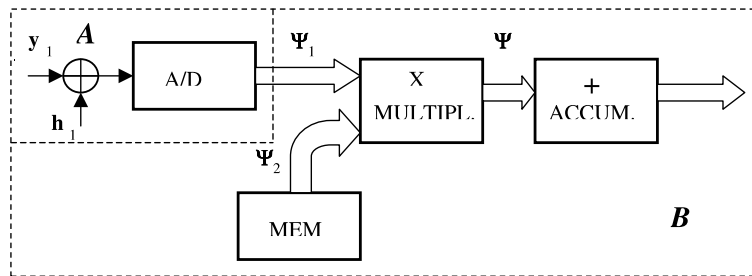 A
y 1
h 1
A/D
Ψ 1
X
MULTIPL.
Ψ
+
ACCUM.
Ψ 2
MEM
B